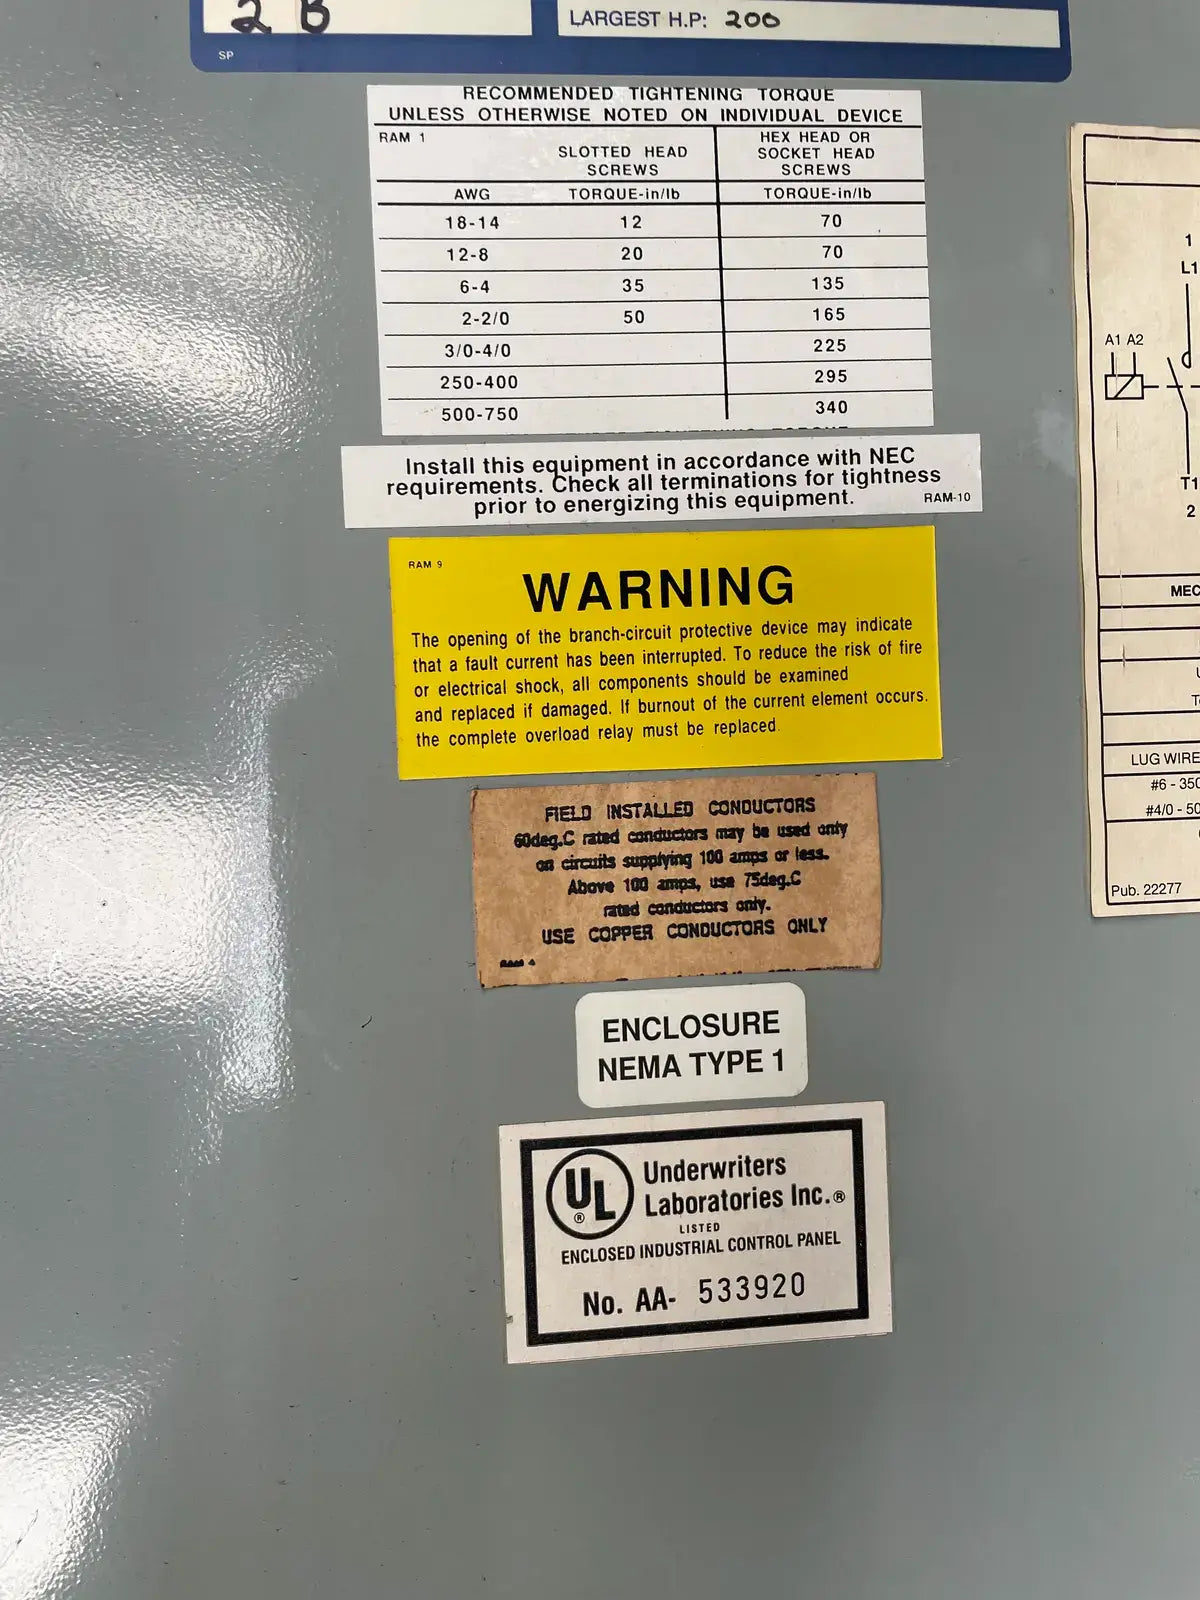 2 B
LARGEST H.P: 200
SP
RECOMMENDED TIGHTENING TORQUE
UNLESS OTHERWISE NOTED ON INDIVIDUAL DEVICE
RAM 1
SLOTTED HEAD SCREWS
HEX HEAD OR SOCKET HEAD SCREWS
AWG TORQUE-in/lb TORQUE-in/lb
18-14 12 70
12-8 20 70
6-4 35 135
2-2/0 50 165
3/0-4/0 225
250-400 295
500-750 340
Install this equipment in accordance with NEC
requirements. Check all terminations for tightness
prior to energizing this equipment. RAM-10
RAM 9
WARNING
The opening of the branch-circuit protective device may indicate
that a fault current has been interrupted. To reduce the risk of fire
or electrical shock, all components should be examined
and replaced if damaged. If burnout of the current element occurs.
the complete overload relay must be replaced.
FIELD INSTALLED CONDUCTORS
60deg.C rated conductors may be used only
on circuits supplying 100 amps or less.
Above 100 amps, use 75deg.C
rated conductors only.
USE COPPER CONDUCTORS ONLY
RAM 4
ENCLOSURE
NEMA TYPE 1
UL®
Underwriters
Laboratories Inc.®
LISTED
ENCLOSED INDUSTRIAL CONTROL PANEL
No. AA- 533920
1
L1
A1 A2
T1
2
MEC
LUG WIRE
#6 - 350
#4/0 - 50
Pub. 22277